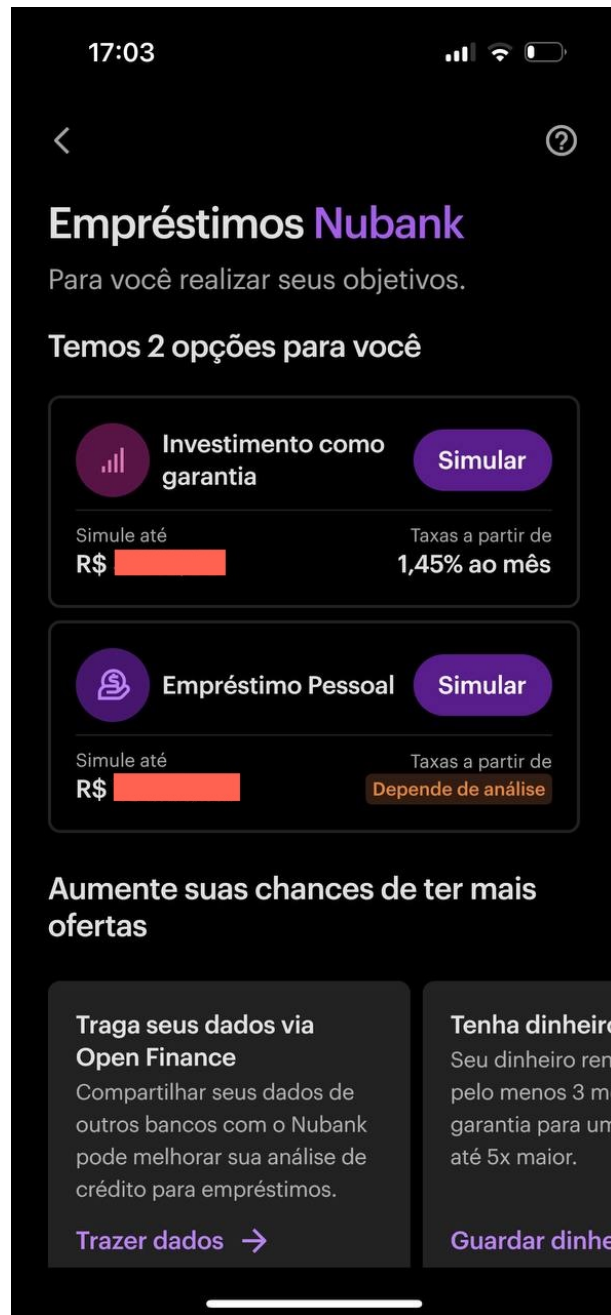 17:03
Empréstimos Nubank
Para você realizar seus objetivos.
Temos 2 opções para você
Investimento como
garantia
Simular
Simule até
R$
Taxas a partir de
1,45% ao mês
Empréstimo Pessoal
Simular
Simule até
R$
Taxas a partir de
Depende de análise
Aumente suas chances de ter mais
ofertas
Traga seus dados via
Open Finance
Compartilhar seus dados de
outros bancos com o Nubank
pode melhorar sua análise de
crédito para empréstimos.
Trazer dados
Tenha dinheiro
Seu dinheiro ren
pelo menos 3 m
garantia para um
até 5x maior.
Guardar dinhe